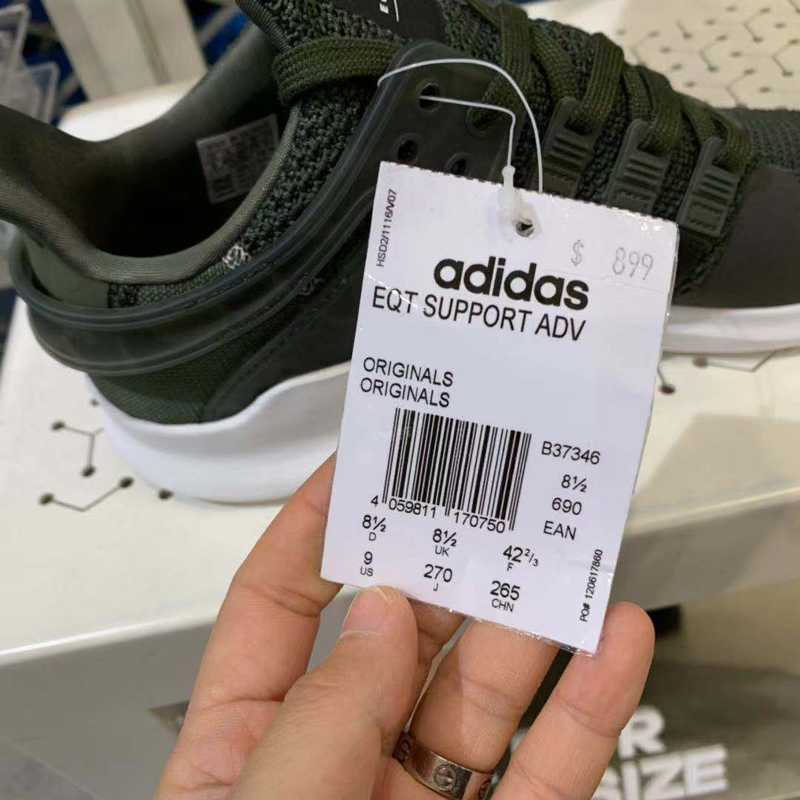 HSD2/1116/V07
$ 899
adidas
EQT SUPPORT ADV
ORIGINALS
ORIGINALS
B37346
8½
690
EAN
4 059811 170750
8½ D
8½ UK
42⅔ F
9 US
270 J
265 CHN
PO# 120617860
SIZE